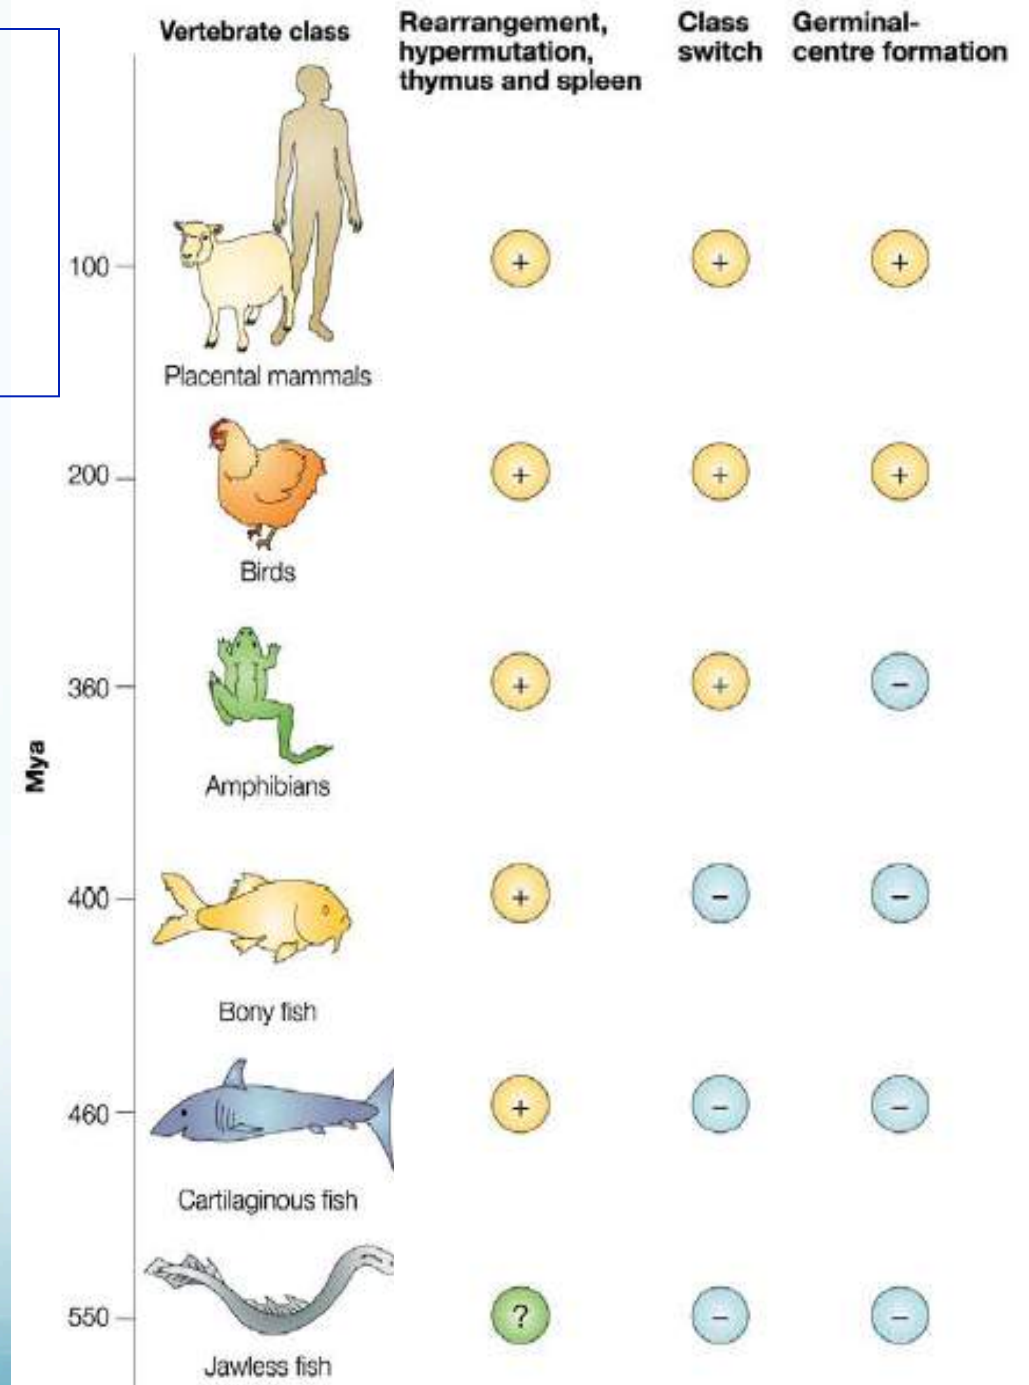 Vertebrate class
Rearrangement,
hypermutation,
thymus and spleen
Class
switch
Germinal-
centre formation
100
+
+
+
Placental mammals
200
+
+
+
Birds
360
+
+
−
Amphibians
Mya
400
+
−
−
Bony fish
460
+
−
−
Cartilaginous fish
550
?
−
−
Jawless fish